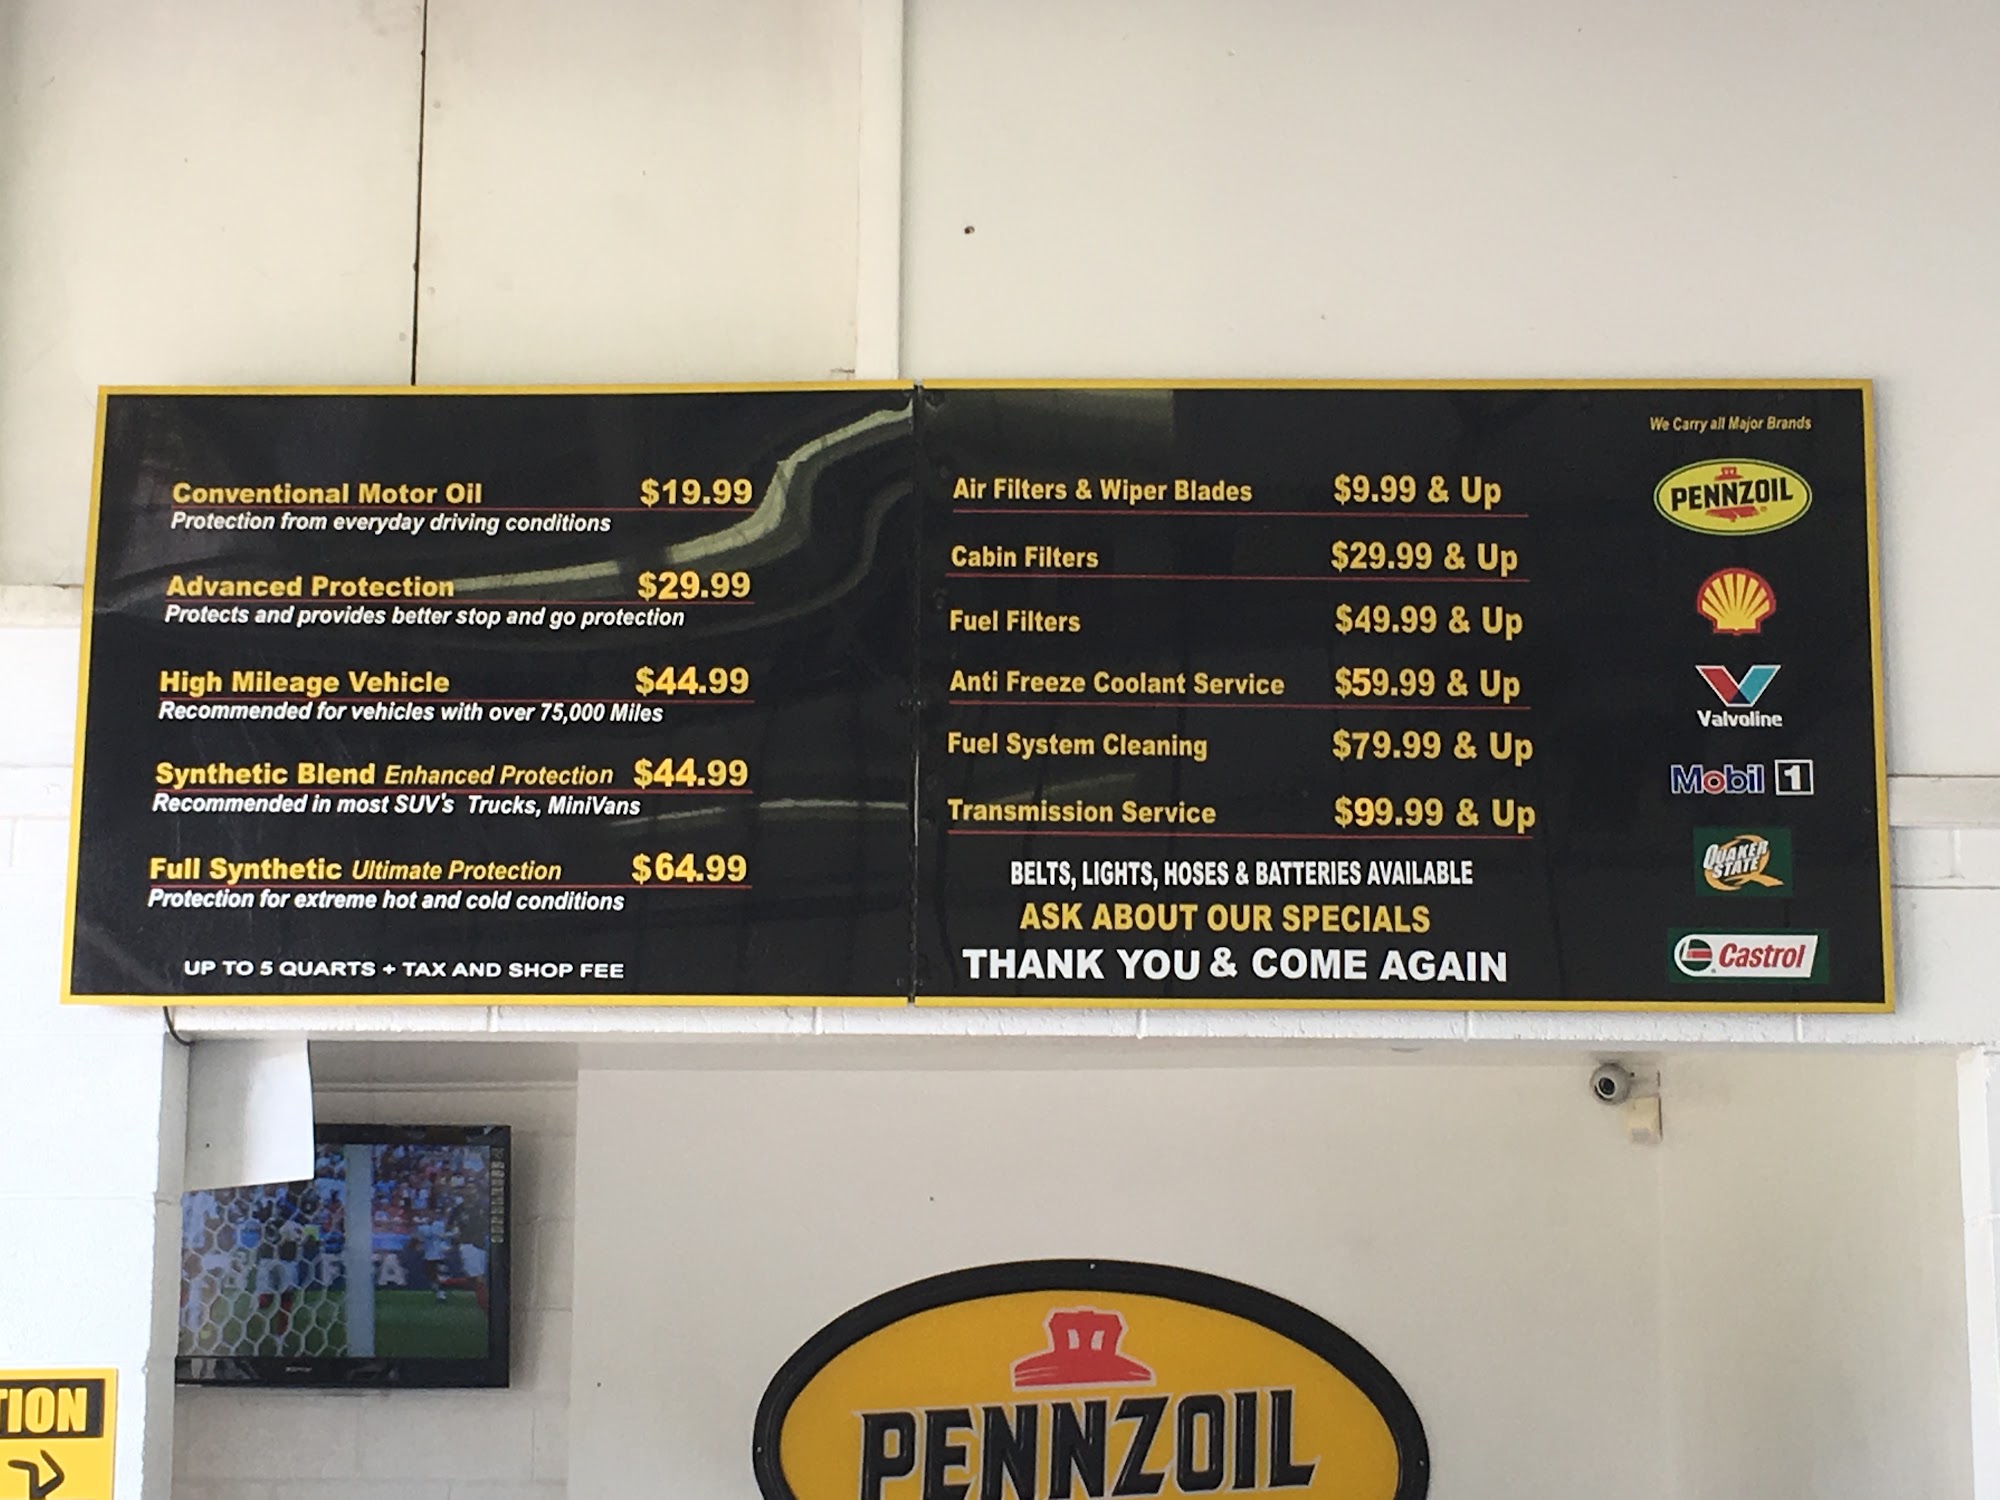 Conventional Motor Oil $19.99
Protection from everyday driving conditions
Advanced Protection $29.99
Protects and provides better stop and go protection
High Mileage Vehicle $44.99
Recommended for vehicles with over 75,000 Miles
Synthetic Blend Enhanced Protection $44.99
Recommended in most SUV's Trucks, MiniVans
Full Synthetic Ultimate Protection $64.99
Protection for extreme hot and cold conditions
UP TO 5 QUARTS + TAX AND SHOP FEE
Air Filters & Wiper Blades $9.99 & Up
Cabin Filters $29.99 & Up
Fuel Filters $49.99 & Up
Anti Freeze Coolant Service $59.99 & Up
Fuel System Cleaning $79.99 & Up
Transmission Service $99.99 & Up
BELTS, LIGHTS, HOSES & BATTERIES AVAILABLE
ASK ABOUT OUR SPECIALS
THANK YOU & COME AGAIN
We Carry all Major Brands
PENNZOIL
Valvoline
Mobil 1
QUAKER
STATE
Castrol
FIFA
TION
PENNZOIL